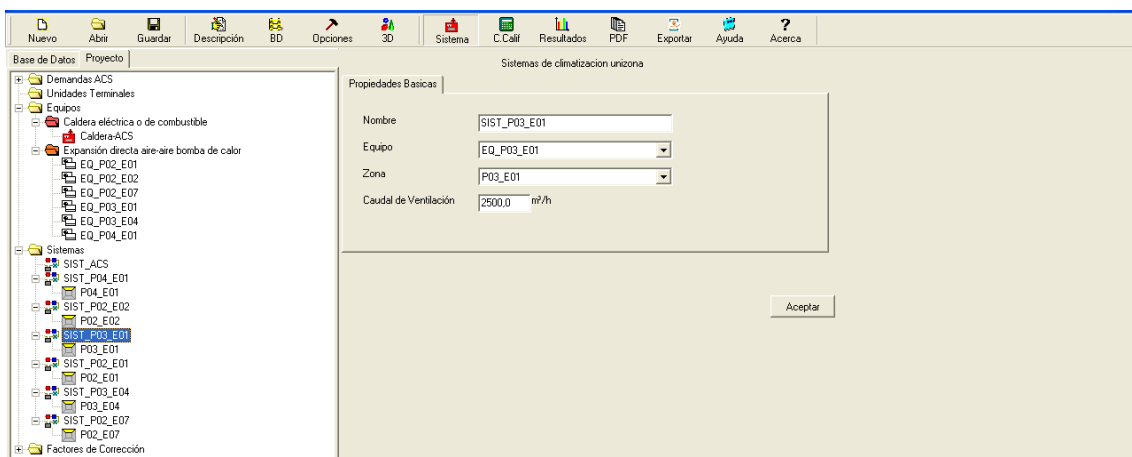 Nuevo Abrir Guardar Descripción BD Opciones 3D Sistema C.Calif Resultados PDF Exportar Ayuda Acerca
Base de Datos Proyecto
Demandas ACS
Unidades Terminales
Equipos
Caldera eléctrica o de combustible
Caldera-ACS
Expansión directa aire-aire bomba de calor
EQ_P02_E01
EQ_P02_E02
EQ_P02_E07
EQ_P03_E01
EQ_P03_E04
EQ_P04_E01
Sistemas
SIST_ACS
SIST_P04_E01
P04_E01
SIST_P02_E02
P02_E02
SIST_P03_E01
P03_E01
SIST_P02_E01
P02_E01
SIST_P03_E04
P03_E04
SIST_P02_E07
P02_E07
Factores de Corrección
Sistemas de climatizacion unizona
Propiedades Basicas
Nombre SIST_P03_E01
Equipo EQ_P03_E01
Zona P03_E01
Caudal de Ventilación 2500,0 m³/h
Aceptar